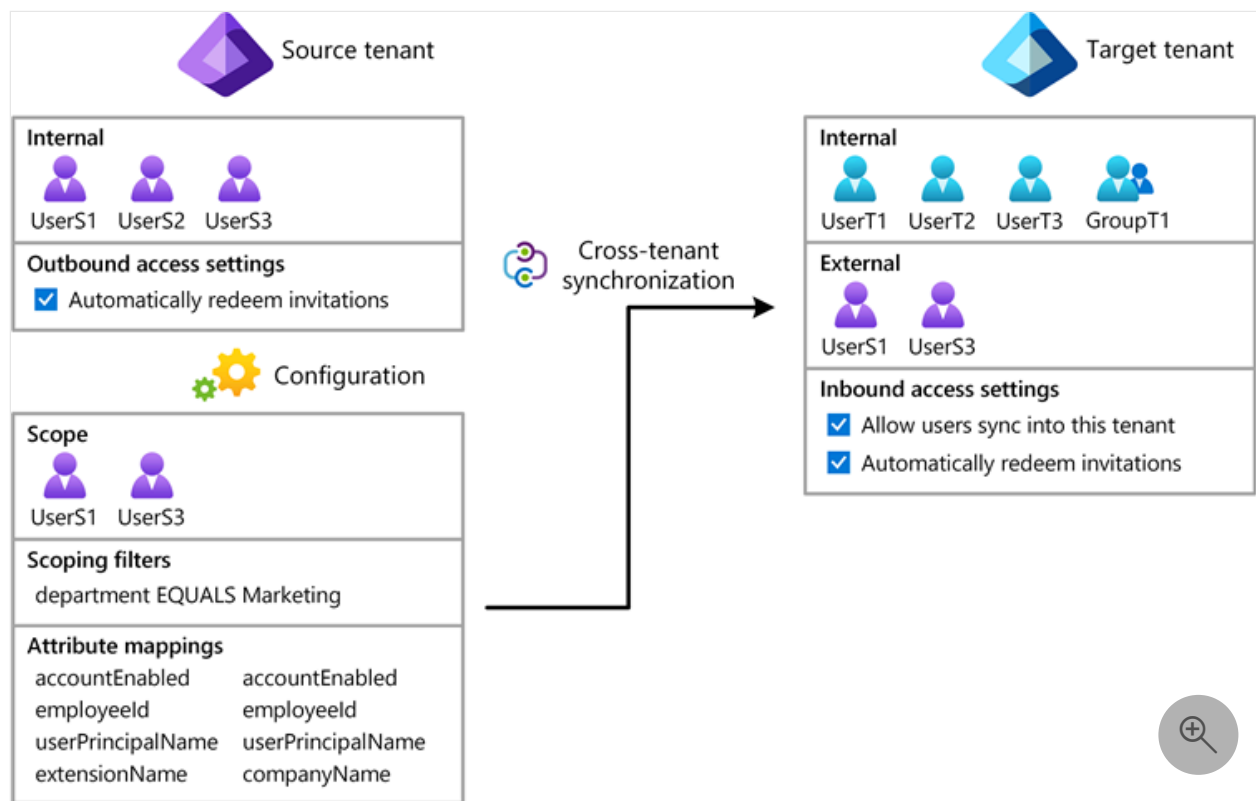 Source tenant
Internal
UserS1 UserS2 UserS3
Outbound access settings
Automatically redeem invitations
Configuration
Scope
UserS1 UserS3
Scoping filters
department EQUALS Marketing
Attribute mappings
accountEnabled accountEnabled
employeeId employeeId
userPrincipalName userPrincipalName
extensionName companyName
Cross-tenant
synchronization
Target tenant
Internal
UserT1 UserT2 UserT3 GroupT1
External
UserS1 UserS3
Inbound access settings
Allow users sync into this tenant
Automatically redeem invitations